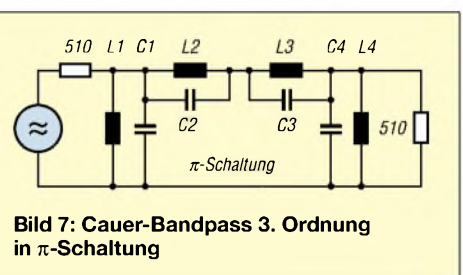 510 L1 C1 L2 L3 C4 L4
C2 C3 510
π-Schaltung
Bild 7: Cauer-Bandpass 3. Ordnung
in π-Schaltung